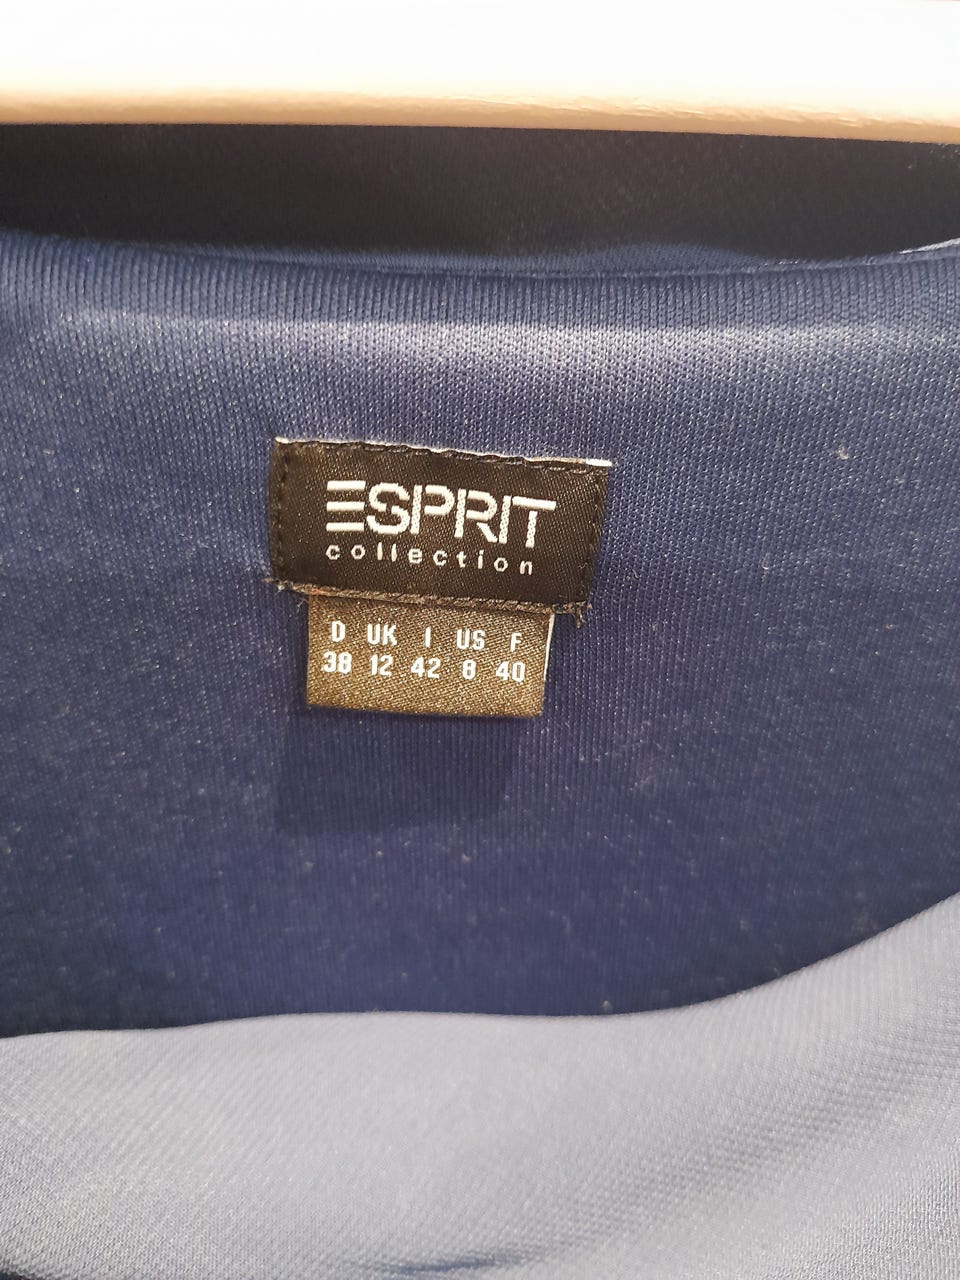 ESPRIT
collection
D UK I US F
38 12 42 8 40